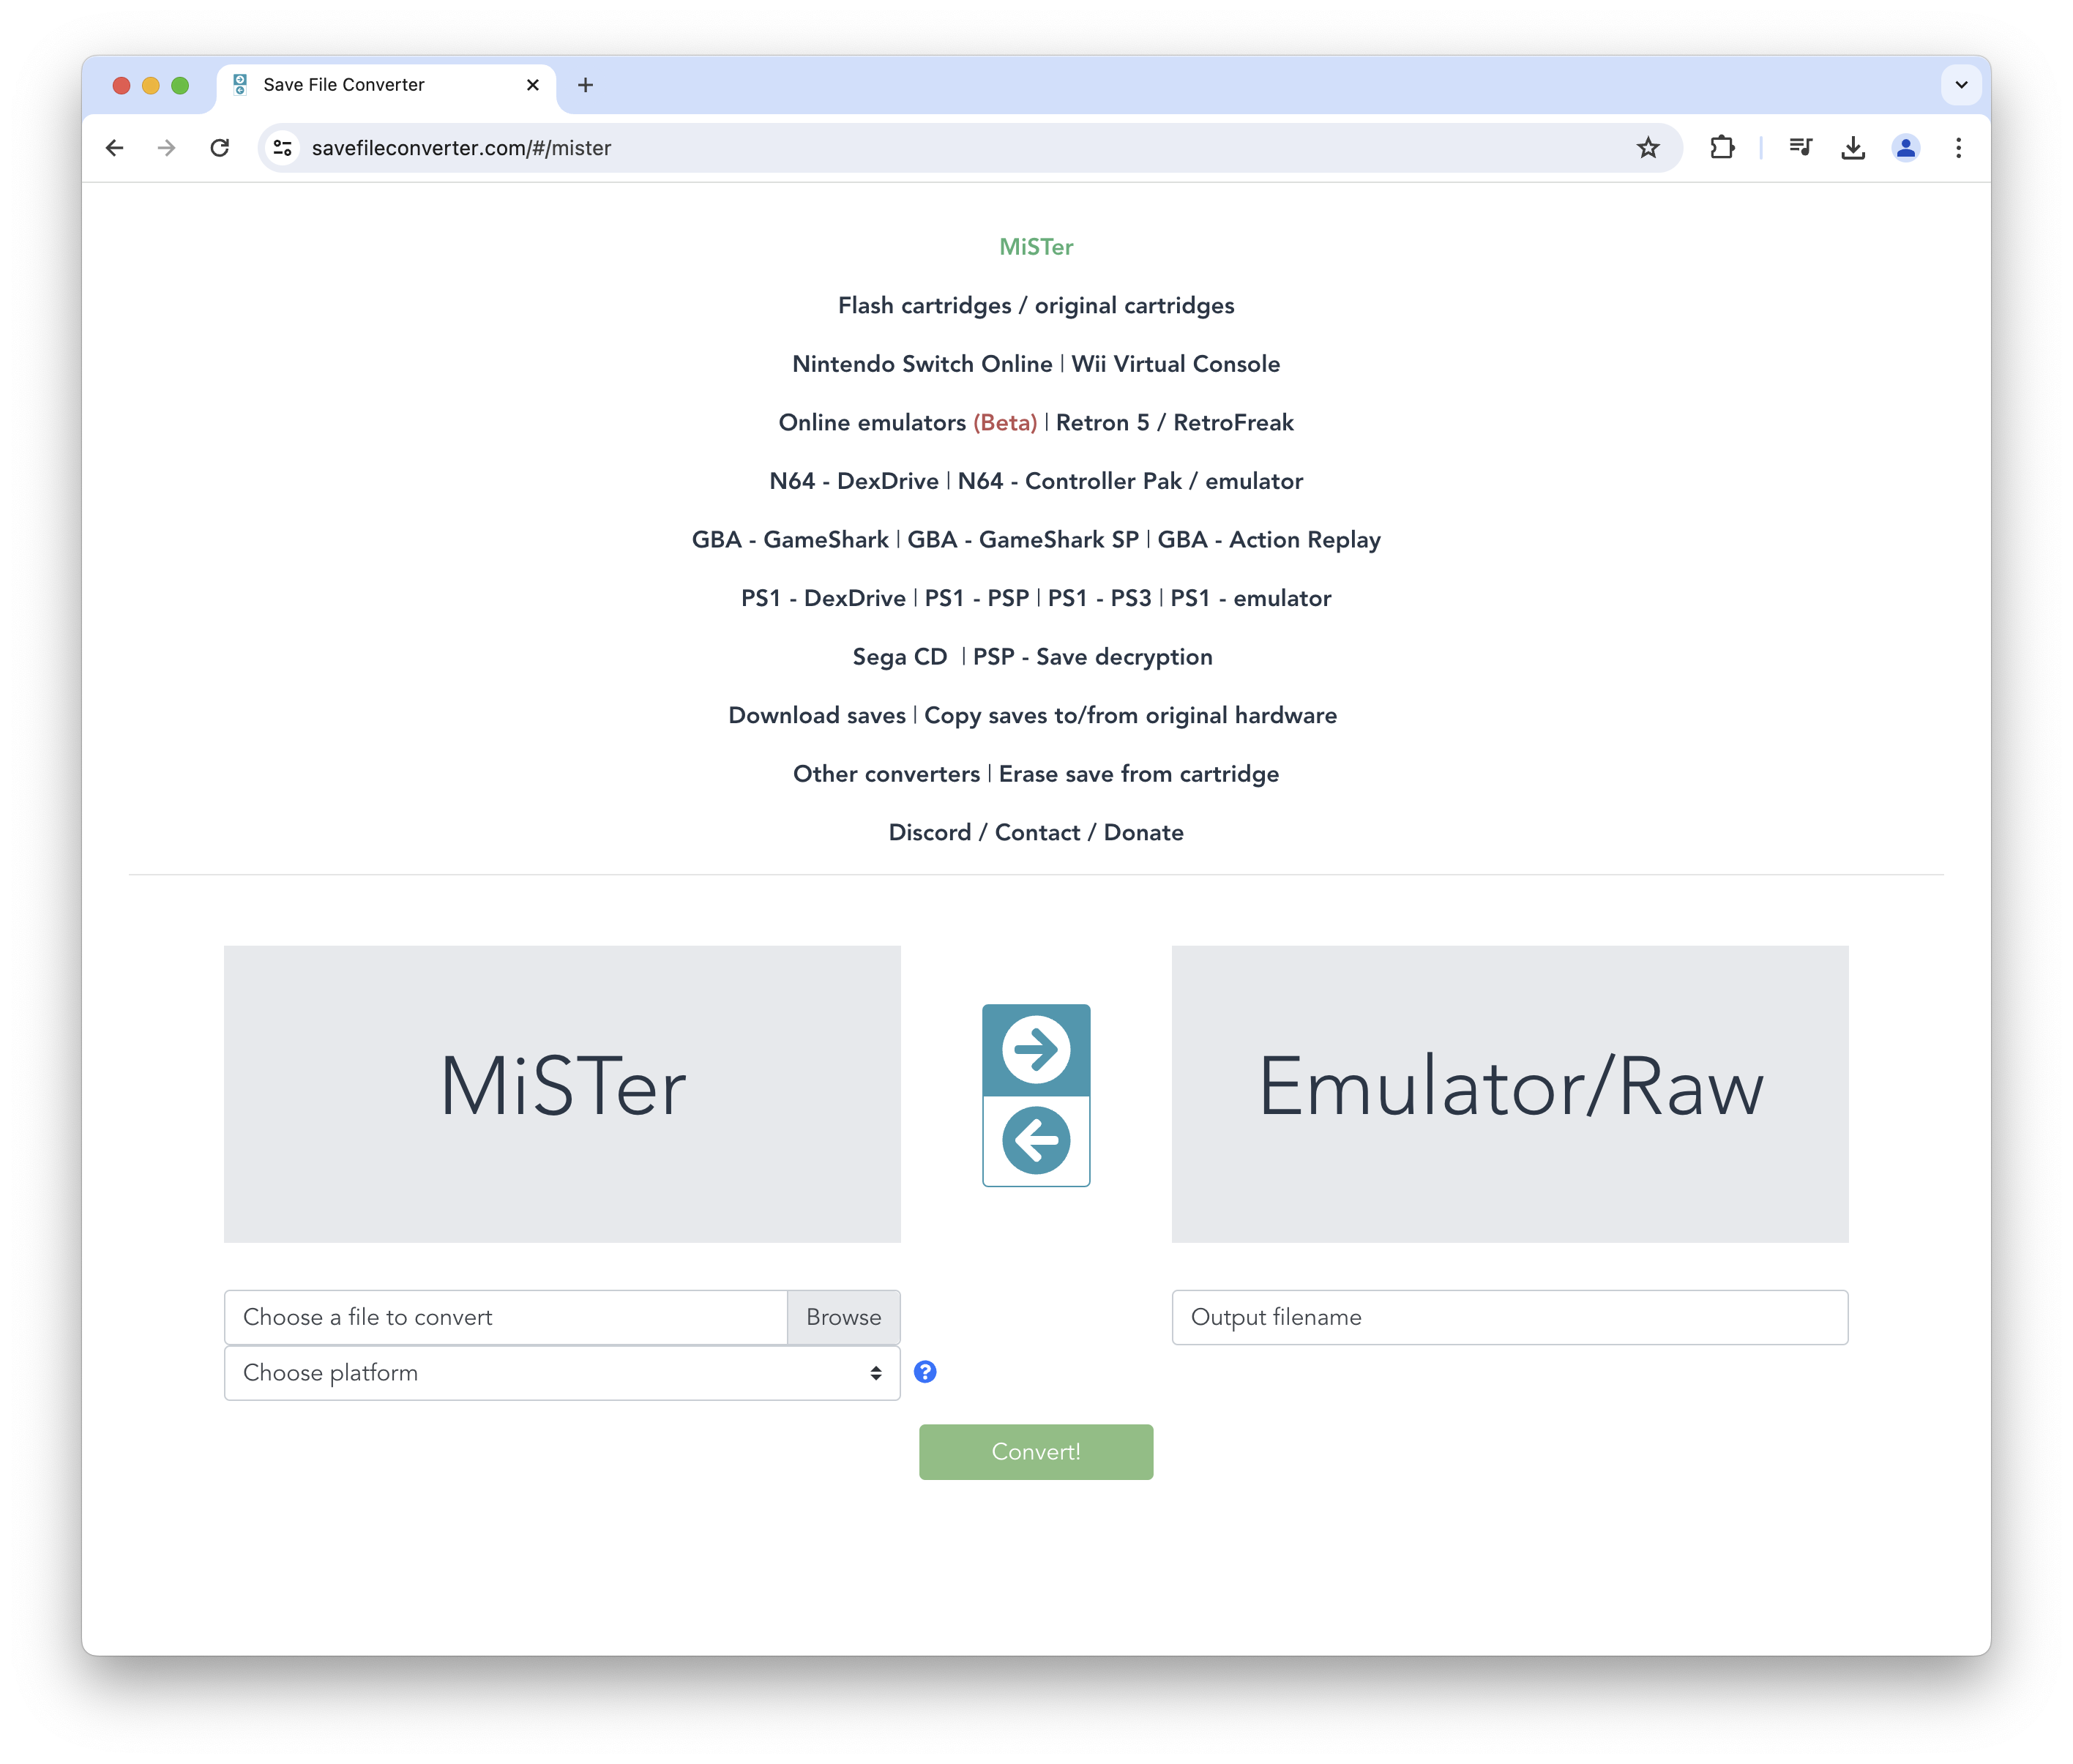 Save File Converter
savefileconverter.com/#/mister
MiSTer
Flash cartridges / original cartridges
Nintendo Switch Online | Wii Virtual Console
Online emulators (Beta) | Retron 5 / RetroFreak
N64 - DexDrive | N64 - Controller Pak / emulator
GBA - GameShark | GBA - GameShark SP | GBA - Action Replay
PS1 - DexDrive | PS1 - PSP | PS1 - PS3 | PS1 - emulator
Sega CD | PSP - Save decryption
Download saves | Copy saves to/from original hardware
Other converters | Erase save from cartridge
Discord / Contact / Donate
MiSTer
Emulator/Raw
Choose a file to convert Browse
Output filename
Choose platform
Convert!